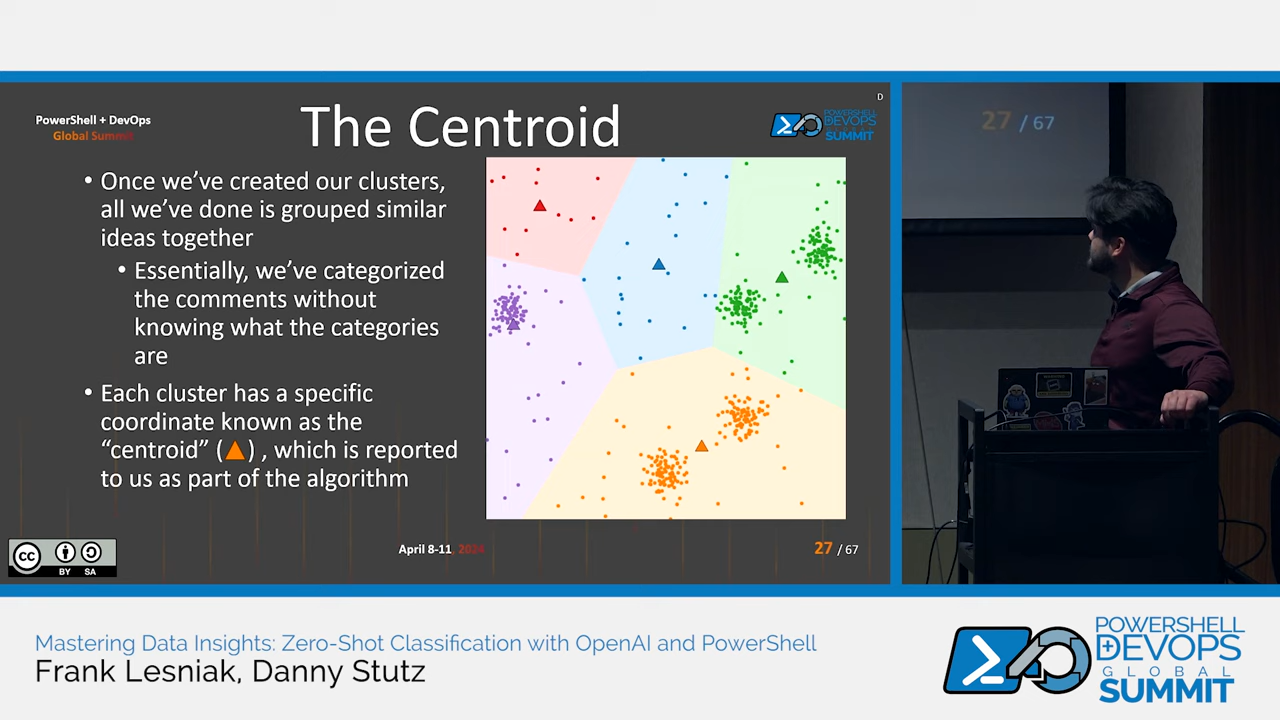 PowerShell + DevOps
Global Summit
The Centroid
D
POWERSHELL
DEVOPS
GLOBAL
SUMMIT
• Once we've created our clusters,
all we've done is grouped similar
ideas together
• Essentially, we've categorized
the comments without
knowing what the categories
are
• Each cluster has a specific
coordinate known as the
"centroid" (▲) , which is reported
to us as part of the algorithm
cc
BY SA
April 8-11, 2024
27 / 67
27 / 67
Mastering Data Insights: Zero-Shot Classification with OpenAI and PowerShell
Frank Lesniak, Danny Stutz
POWERSHELL
DEVOPS
GLOBAL
SUMMIT